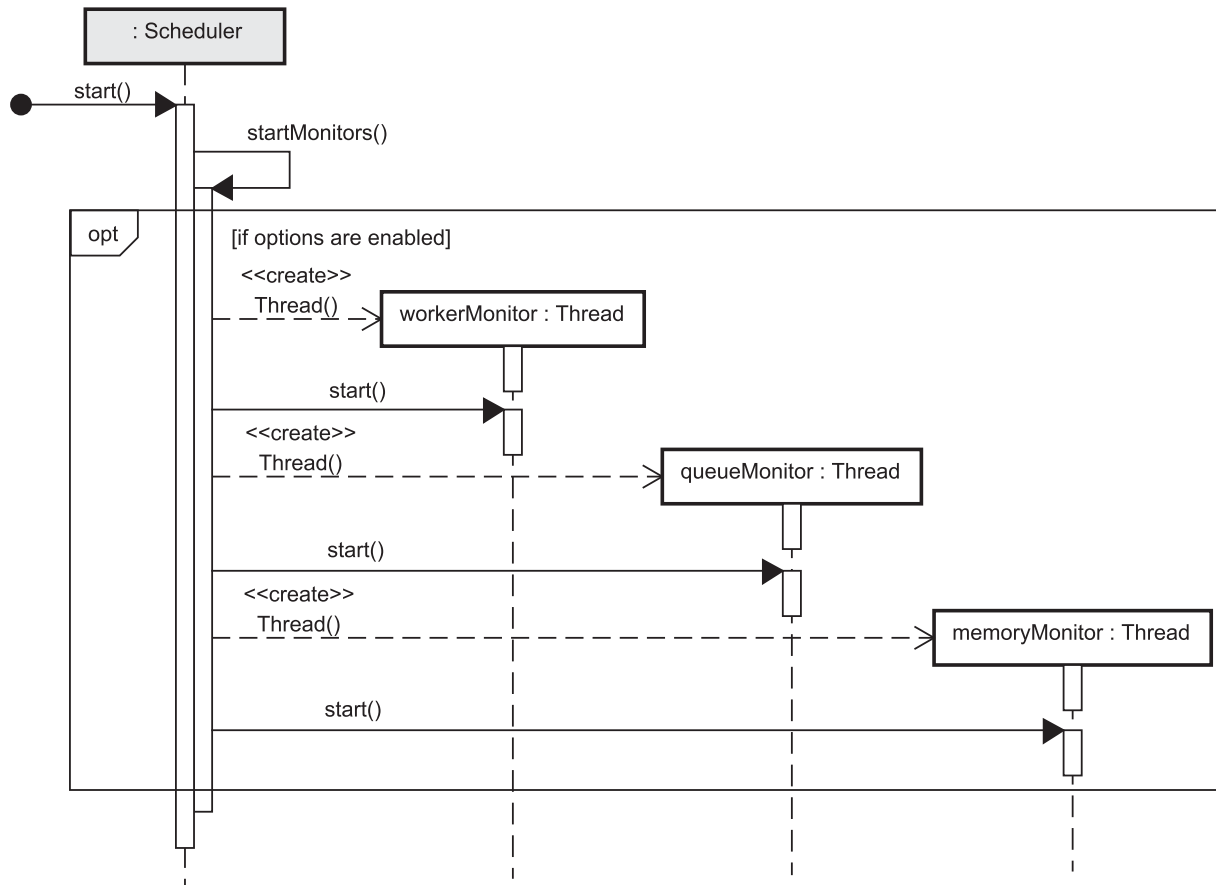 : Scheduler
start()
startMonitors()
opt
[if options are enabled]
<<create>>
Thread()
workerMonitor : Thread
start()
<<create>>
Thread()
queueMonitor : Thread
start()
<<create>>
Thread()
memoryMonitor : Thread
start()